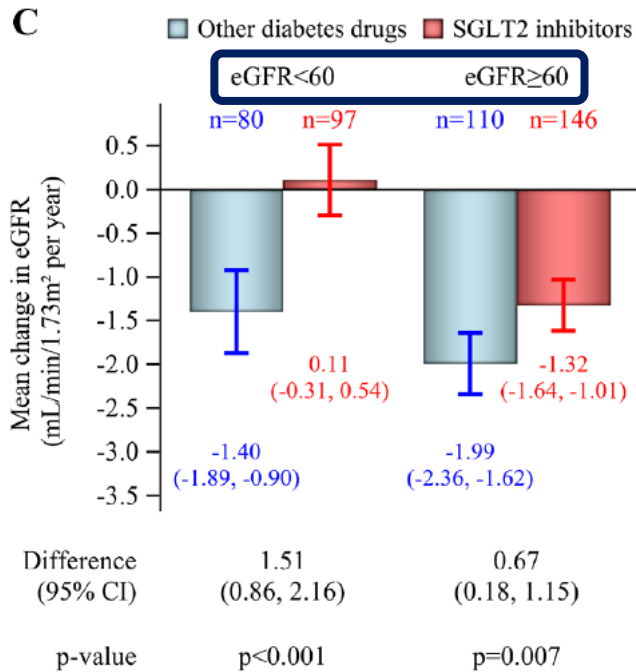 C
Other diabetes drugs SGLT2 inhibitors
eGFR<60 eGFR≥60
n=80 n=97 n=110 n=146
Mean change in eGFR
(mL/min/1.73m² per year)
0.5
0.0
-0.5
-1.0
-1.5
-2.0
-2.5
-3.0
-3.5
0.11
(-0.31, 0.54)
-1.32
(-1.64, -1.01)
-1.40
(-1.89, -0.90)
-1.99
(-2.36, -1.62)
Difference 1.51 0.67
(95% CI) (0.86, 2.16) (0.18, 1.15)
p-value p<0.001 p=0.007